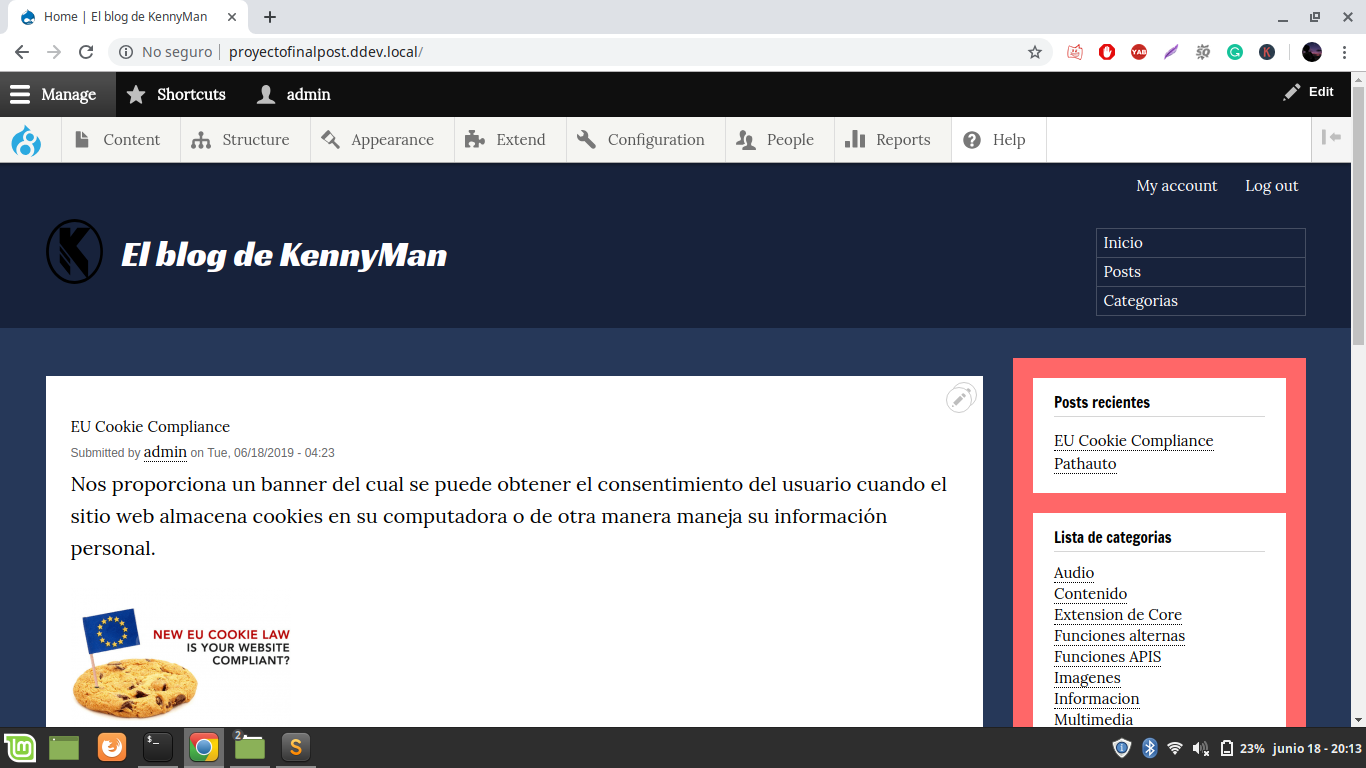 Home | El blog de KennyMan
No seguro
proyectofinalpost.ddev.local/
Manage
Shortcuts
admin
Edit
Content
Structure
Appearance
Extend
Configuration
People
Reports
Help
My account
Log out
El blog de KennyMan
Inicio
Posts
Categorias
EU Cookie Compliance
Submitted by admin on Tue, 06/18/2019 - 04:23
Nos proporciona un banner del cual se puede obtener el consentimiento del usuario cuando el
sitio web almacena cookies en su computadora o de otra manera maneja su información
personal.
NEW EU COOKIE LAW
IS YOUR WEBSITE
COMPLIANT?
Posts recientes
EU Cookie Compliance
Pathauto
Lista de categorias
Audio
Contenido
Extension de Core
Funciones alternas
Funciones APIS
Imagenes
Informacion
Multimedia
2
23%
junio 18 - 20:13